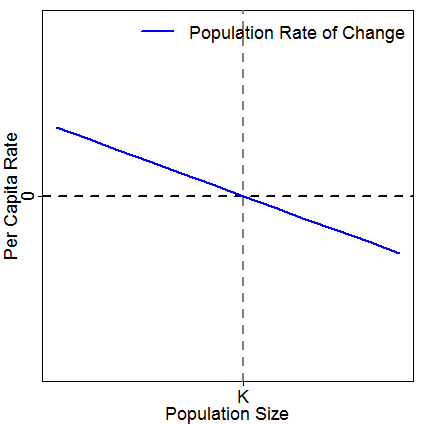 Population Rate of Change
Per Capita Rate
0
K
Population Size